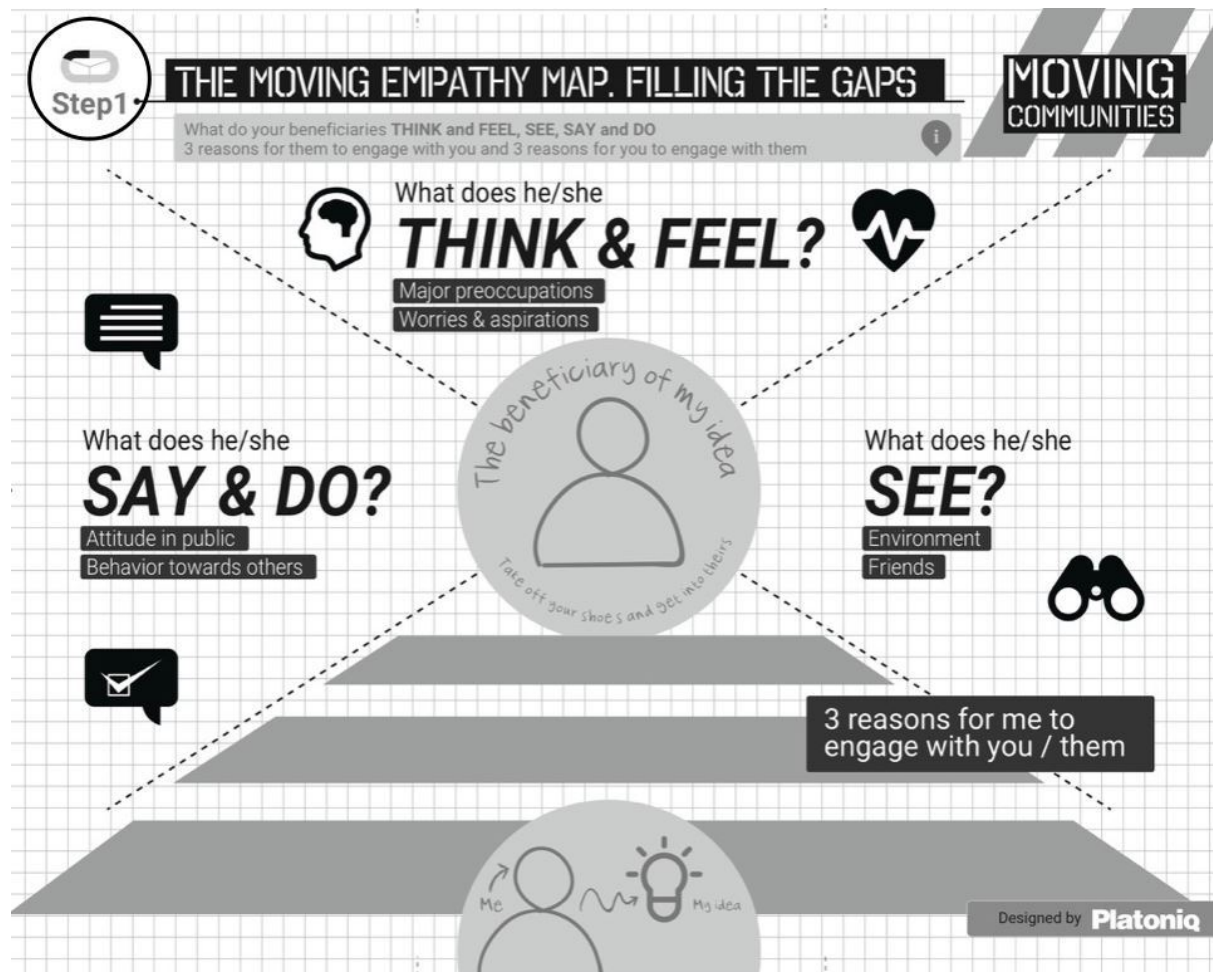 Step1
THE MOVING EMPATHY MAP. FILLING THE GAPS
MOVING
COMMUNITIES
What do your beneficiaries THINK and FEEL, SEE, SAY and DO
3 reasons for them to engage with you and 3 reasons for you to engage with them
i
What does he/she
THINK & FEEL?
Major preoccupations
Worries & aspirations
What does he/she
SAY & DO?
Attitude in public
Behavior towards others
The beneficiary of my idea
Take off your shoes and get into theirs
What does he/she
SEE?
Environment
Friends
3 reasons for me to
engage with you / them
Me
My idea
Designed by Platoniq